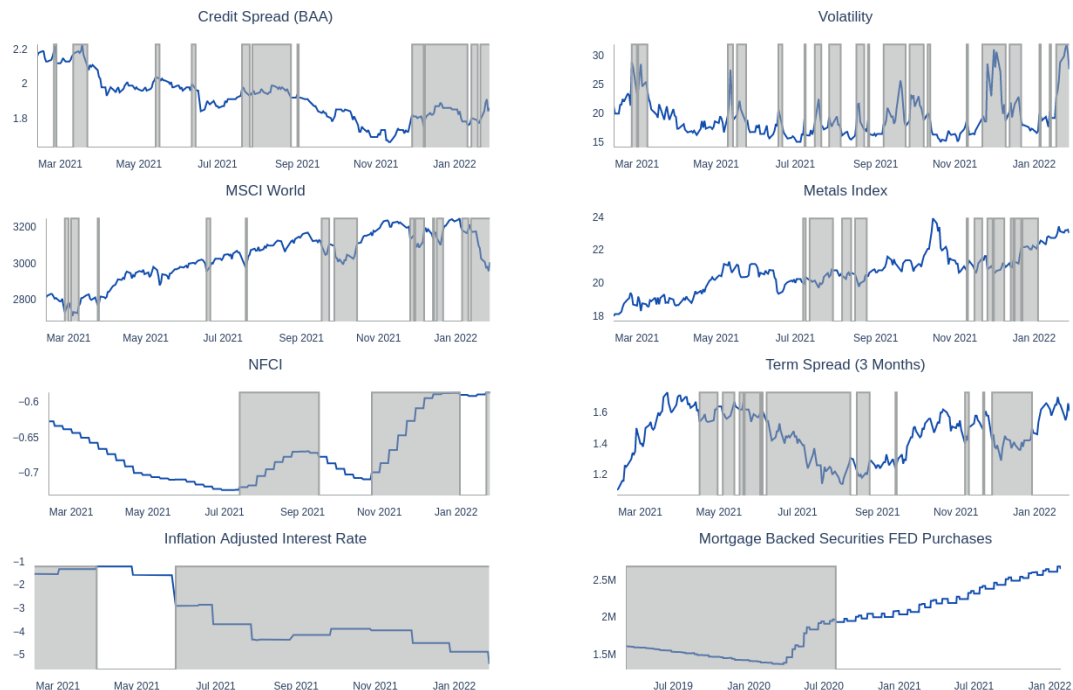 Credit Spread (BAA)
2.2
2
1.8
Mar 2021 May 2021 Jul 2021 Sep 2021 Nov 2021 Jan 2022
Volatility
30
25
20
15
Mar 2021 May 2021 Jul 2021 Sep 2021 Nov 2021 Jan 2022
MSCI World
3200
3000
2800
Mar 2021 May 2021 Jul 2021 Sep 2021 Nov 2021 Jan 2022
Metals Index
24
22
20
18
Mar 2021 May 2021 Jul 2021 Sep 2021 Nov 2021 Jan 2022
NFCI
−0.6
−0.65
−0.7
Mar 2021 May 2021 Jul 2021 Sep 2021 Nov 2021 Jan 2022
Term Spread (3 Months)
1.6
1.4
1.2
Mar 2021 May 2021 Jul 2021 Sep 2021 Nov 2021 Jan 2022
Inflation Adjusted Interest Rate
−1
−2
−3
−4
−5
Mar 2021 May 2021 Jul 2021 Sep 2021 Nov 2021 Jan 2022
Mortgage Backed Securities FED Purchases
2.5M
2M
1.5M
Jul 2019 Jan 2020 Jul 2020 Jan 2021 Jul 2021 Jan 2022